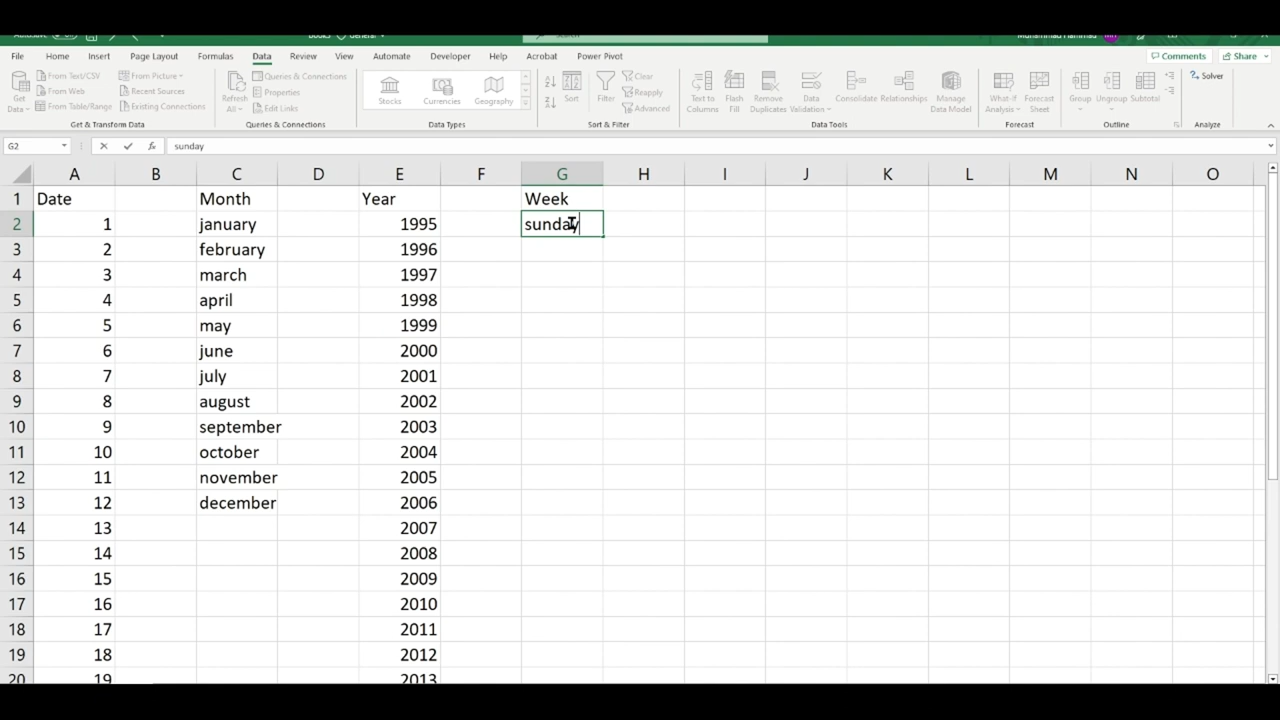 File Home Insert Page Layout Formulas Data Review View Automate Developer Help Acrobat Power Pivot Comments Share
Get Data
From Text/CSV
From Web
From Table/Range
From Picture
Recent Sources
Existing Connections
Get & Transform Data
Refresh All
Queries & Connections
Properties
Edit Links
Queries & Connections
Stocks Currencies Geography
Data Types
Sort Filter
Clear
Reapply
Advanced
Sort & Filter
Text to Columns
Flash Fill
Remove Duplicates
Data Validation
Consolidate
Relationships
Manage Data Model
Data Tools
What-If Analysis
Forecast Sheet
Forecast
Group Ungroup Subtotal
Outline
Solver
Analyze
G2 fx sunday
A B C D E F G H I J K L M N O
1 Date Month Year Week
2 1 january 1995 sunday
3 2 february 1996
4 3 march 1997
5 4 april 1998
6 5 may 1999
7 6 june 2000
8 7 july 2001
9 8 august 2002
10 9 september 2003
11 10 october 2004
12 11 november 2005
13 12 december 2006
14 13 2007
15 14 2008
16 15 2009
17 16 2010
18 17 2011
19 18 2012
20 19 2013